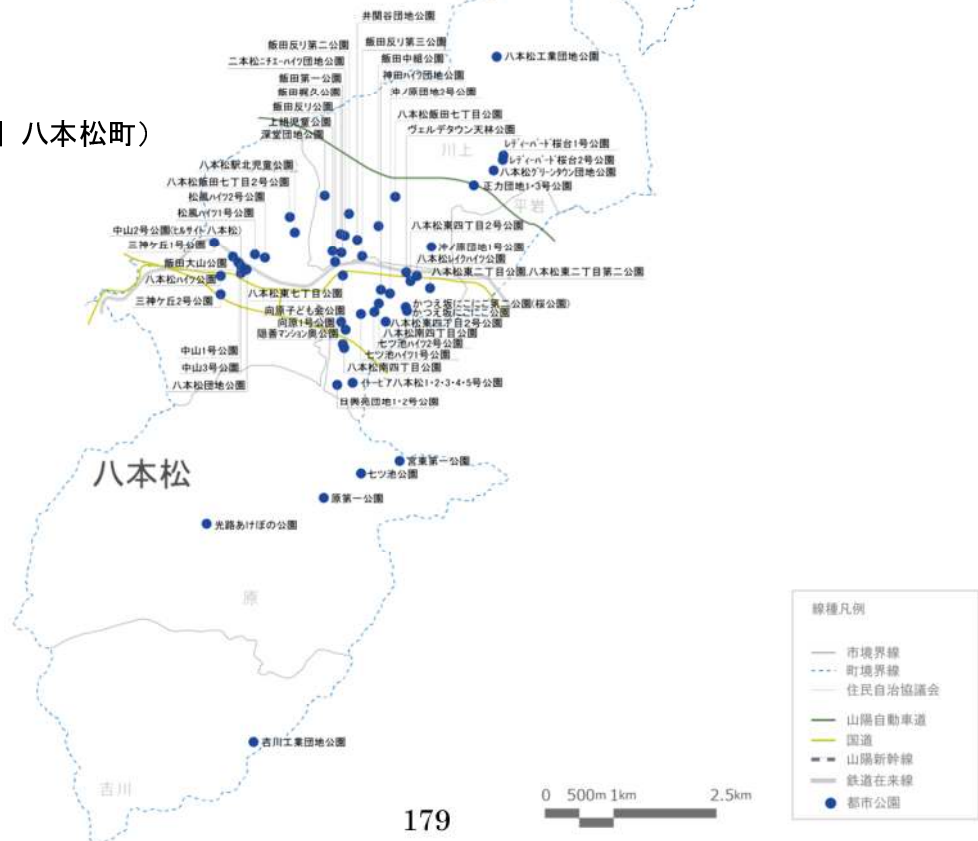 井関谷団地公園
飯田反り第二公園
飯田反り第三公園
二本松ニチエーハイツ団地公園
飯田中組公園
八本松工業団地公園
飯田第一公園
神田ハイツ団地公園
飯田梶久公園
沖ノ原団地2号公園
飯田反り公園
上組児童公園
八本松飯田七丁目公園
八本松町）
深堂団地公園
ヴェルデタウン天林公園
川上
レディーバード桜台1号公園
レディーバード桜台2号公園
八本松駅北児童公園
八本松グリーンタウン団地公園
八本松飯田七丁目2号公園
正力団地1・3号公園
松風ハイツ2号公園
平岩
松風ハイツ1号公園
八本松東四丁目2号公園
中山2号公園(ヒルサイド八本松)
三神ケ丘1号公園
沖ノ原団地1号公園
飯田大山公園
八本松レイクハイツ公園
八本松東二丁目公園,八本松東二丁目第二公園
八本松ハイツ公園
八本松東七丁目公園
三神ケ丘2号公園
かつえ坂にこにこ第二公園(桜公園)
向原子ども会公園
かつえ坂にこにこ公園
向原1号公園
八本松東四丁目2号公園
隠善マンション奥公園
八本松南四丁目公園
七ツ池ハイツ2号公園
中山1号公園
七ツ池ハイツ1号公園
中山3号公園
八本松南四丁目公園
八本松団地公園
イトーピア八本松1・2・3・4・5号公園
日興苑団地1・2号公園
八本松
宮東第一公園
七ツ池公園
原第一公園
光路あけぼの公園
原
吉川工業団地公園
吉川
線種凡例
市境界線
町境界線
住民自治協議会
山陽自動車道
国道
山陽新幹線
鉄道在来線
都市公園
0 500m 1km 2.5km
179